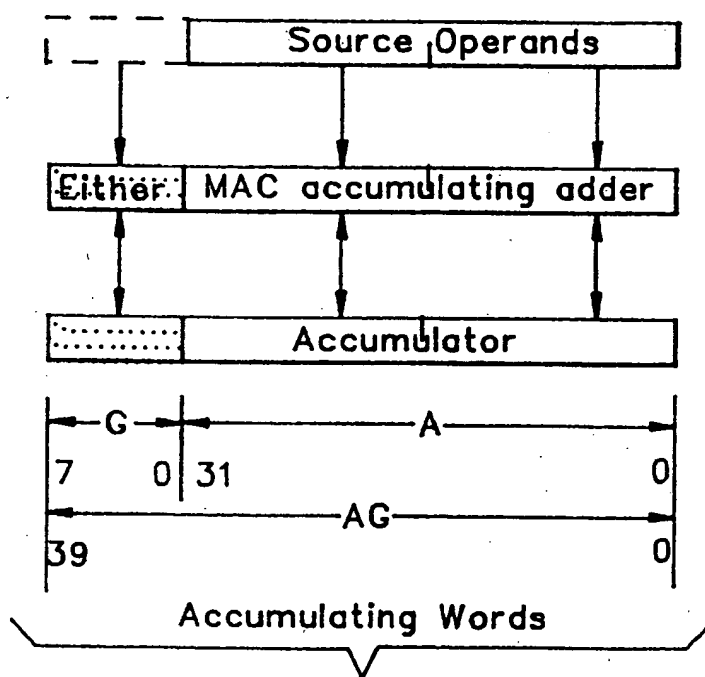 Source Operands
Either MAC accumulating adder
Accumulator
G A
7 0 31 0
AG
39 0
Accumulating Words